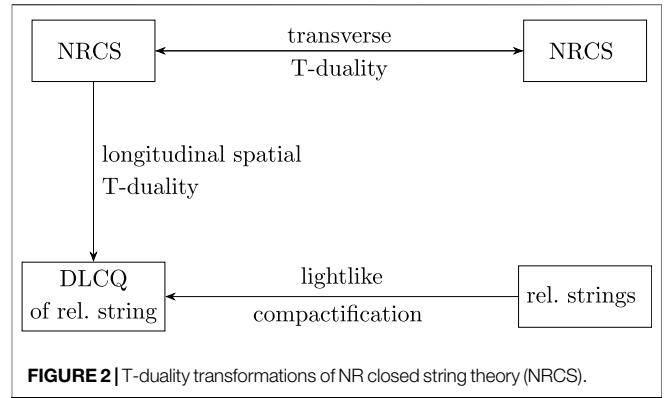 transverse
NRCS
NRCS
T-duality
longitudinal spatial
T-duality
DLCQ
of rel. string
lightlike
compactification
rel. strings
FIGURE 2 | T-duality transformations of NR closed string theory (NRCS).